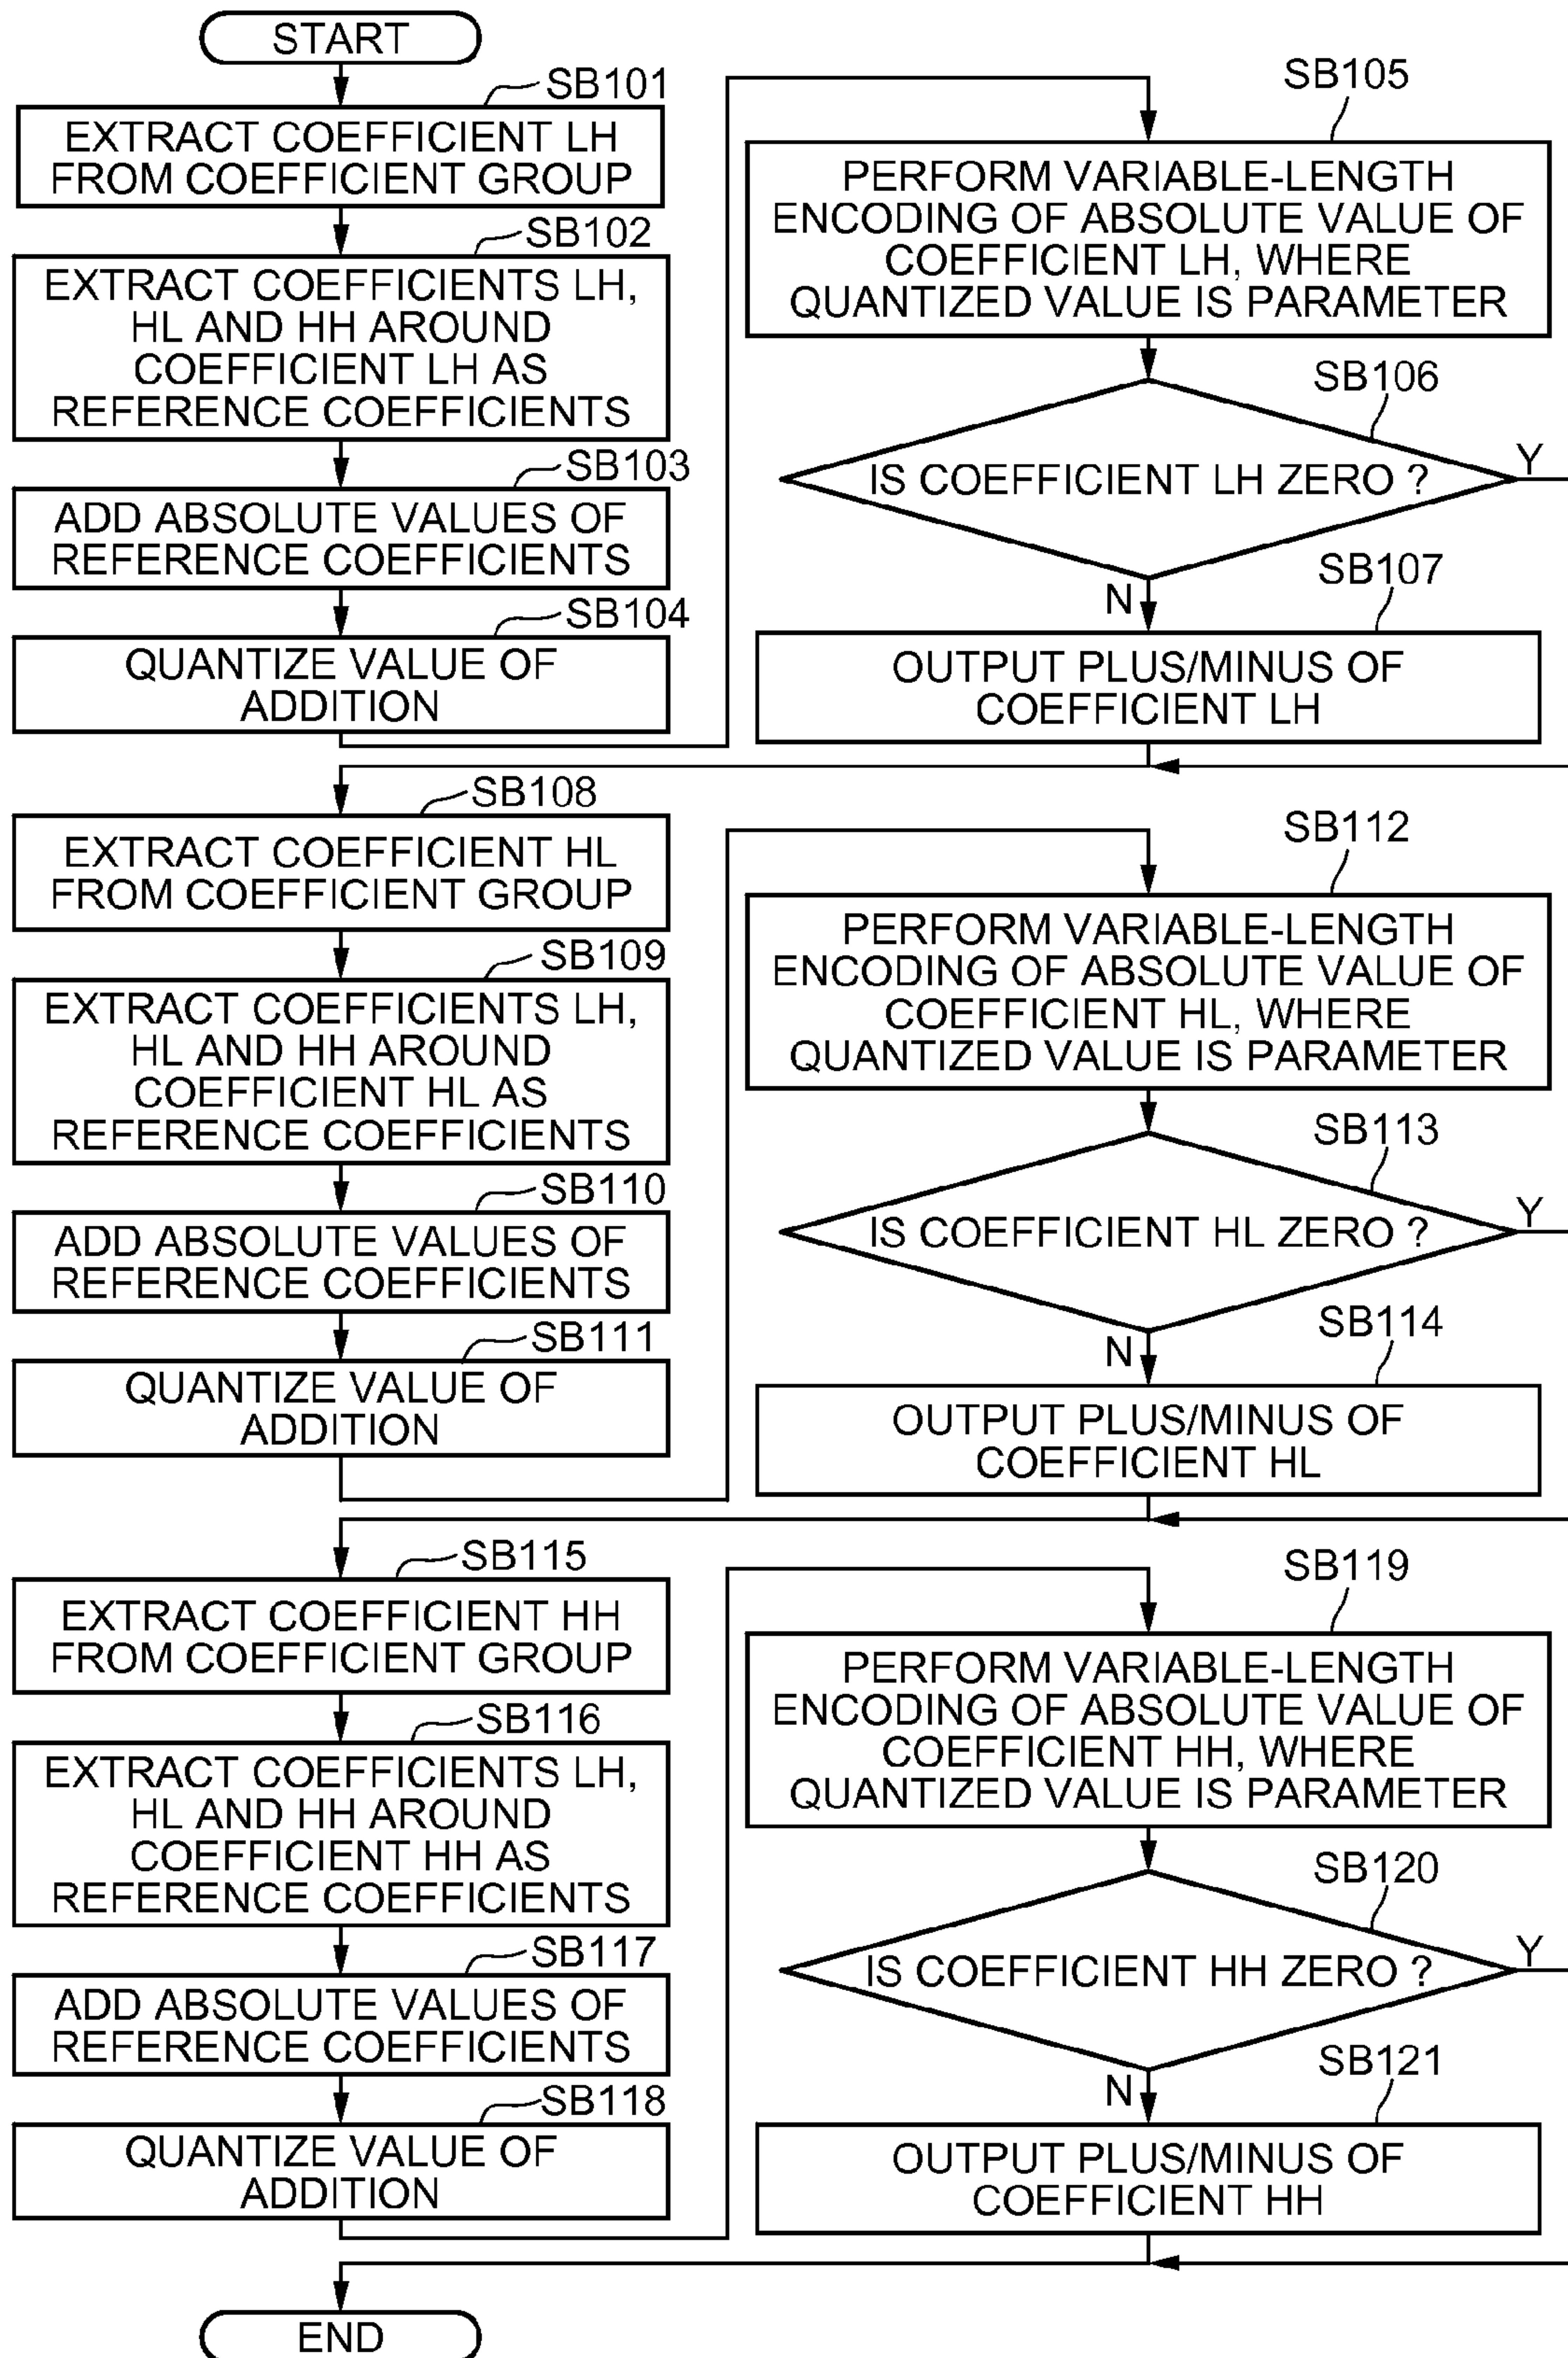 START
SB101
EXTRACT COEFFICIENT LH
FROM COEFFICIENT GROUP
SB102
EXTRACT COEFFICIENTS LH,
HL AND HH AROUND
COEFFICIENT LH AS
REFERENCE COEFFICIENTS
SB103
ADD ABSOLUTE VALUES OF
REFERENCE COEFFICIENTS
SB104
QUANTIZE VALUE OF
ADDITION
SB105
PERFORM VARIABLE-LENGTH
ENCODING OF ABSOLUTE VALUE OF
COEFFICIENT LH, WHERE
QUANTIZED VALUE IS PARAMETER
SB106
IS COEFFICIENT LH ZERO ?
Y
N
SB107
OUTPUT PLUS/MINUS OF
COEFFICIENT LH
SB108
EXTRACT COEFFICIENT HL
FROM COEFFICIENT GROUP
SB109
EXTRACT COEFFICIENTS LH,
HL AND HH AROUND
COEFFICIENT HL AS
REFERENCE COEFFICIENTS
SB110
ADD ABSOLUTE VALUES OF
REFERENCE COEFFICIENTS
SB111
QUANTIZE VALUE OF
ADDITION
SB112
PERFORM VARIABLE-LENGTH
ENCODING OF ABSOLUTE VALUE OF
COEFFICIENT HL, WHERE
QUANTIZED VALUE IS PARAMETER
SB113
IS COEFFICIENT HL ZERO ?
Y
N
SB114
OUTPUT PLUS/MINUS OF
COEFFICIENT HL
SB115
EXTRACT COEFFICIENT HH
FROM COEFFICIENT GROUP
SB116
EXTRACT COEFFICIENTS LH,
HL AND HH AROUND
COEFFICIENT HH AS
REFERENCE COEFFICIENTS
SB117
ADD ABSOLUTE VALUES OF
REFERENCE COEFFICIENTS
SB118
QUANTIZE VALUE OF
ADDITION
SB119
PERFORM VARIABLE-LENGTH
ENCODING OF ABSOLUTE VALUE OF
COEFFICIENT HH, WHERE
QUANTIZED VALUE IS PARAMETER
SB120
IS COEFFICIENT HH ZERO ?
Y
N
SB121
OUTPUT PLUS/MINUS OF
COEFFICIENT HH
END